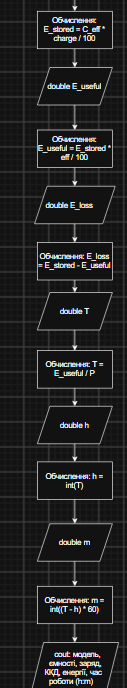 Обчислення:
E_stored = C_eff *
charge / 100
double E_useful
Обчислення:
E_useful = E_stored *
eff / 100
double E_loss
Обчислення: E_loss
= E_stored - E_useful
double T
Обчислення: T =
E_useful / P
double h
Обчислення: h =
int(T)
double m
Обчислення: m =
int((T - h) * 60)
cout: модель,
ємності, заряд,
ККД, енергії, час
роботи (h:m)